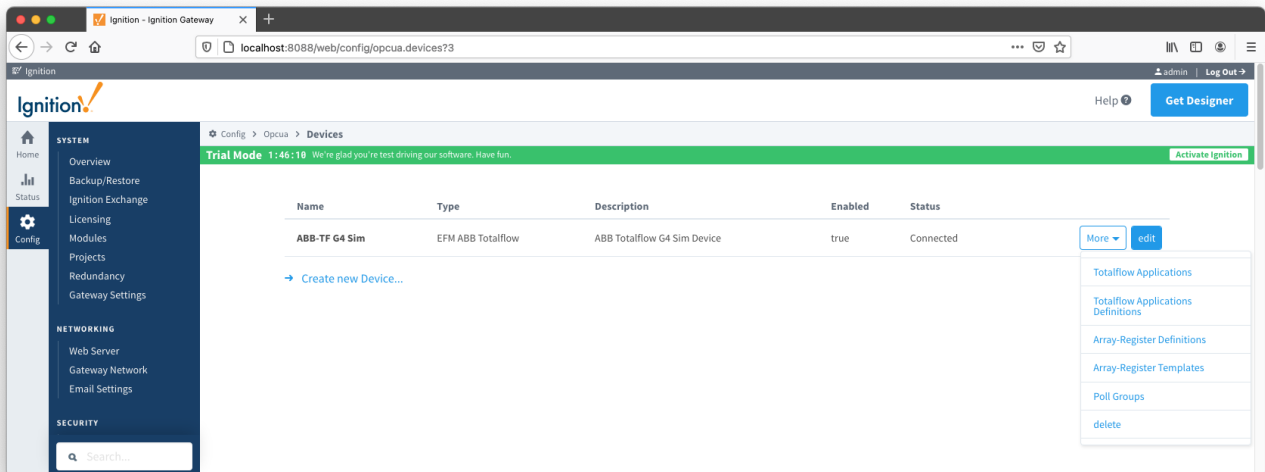 Ignition - Ignition Gateway
localhost:8088/web/config/opcua.devices?3
Ignition
admin | Log Out
Ignition!
Help
Get Designer
Home
Status
Config
SYSTEM
Overview
Backup/Restore
Ignition Exchange
Licensing
Modules
Projects
Redundancy
Gateway Settings
NETWORKING
Web Server
Gateway Network
Email Settings
SECURITY
Search...
Config > Opcua > Devices
Trial Mode 1:46:10 We're glad you're test driving our software. Have fun.
Activate Ignition
Name Type Description Enabled Status
ABB-TF G4 Sim EFM ABB Totalflow ABB Totalflow G4 Sim Device true Connected More edit
Create new Device...
Totalflow Applications
Totalflow Applications
Definitions
Array-Register Definitions
Array-Register Templates
Poll Groups
delete